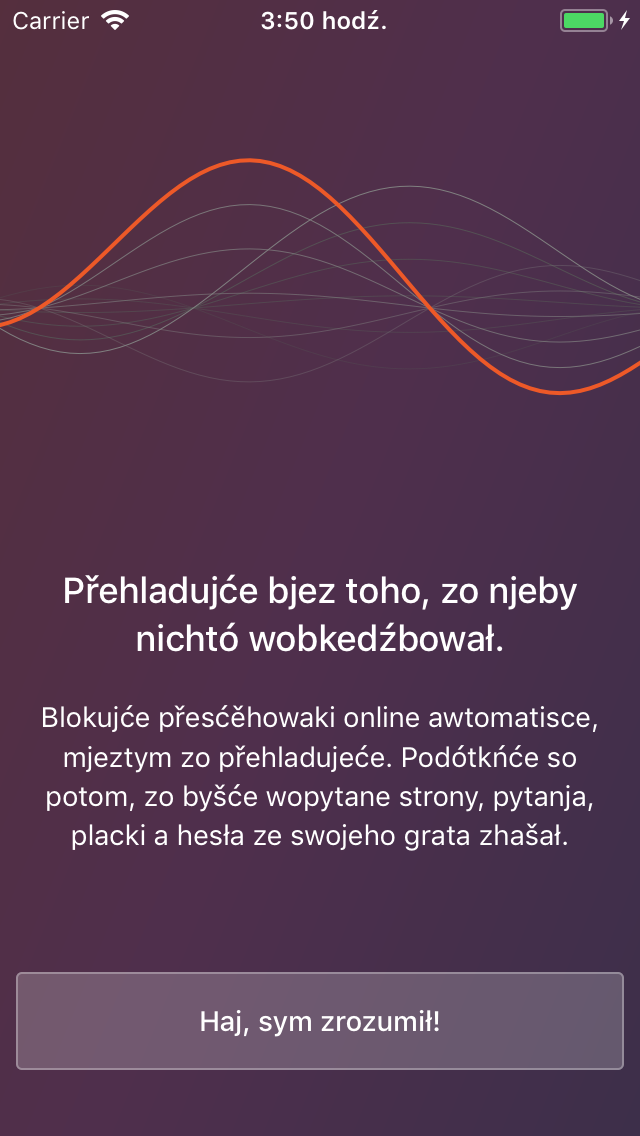 Carrier 3:50 hodź.
Přehladujće bjez toho, zo njeby
nichtó wobkedźbował.
Blokujće přesćěhowaki online awtomatisce,
mjeztym zo přehladujeće. Podótkńće so
potom, zo byšće wopytane strony, pytanja,
placki a hesła ze swojeho grata zhašał.
Haj, sym zrozumił!